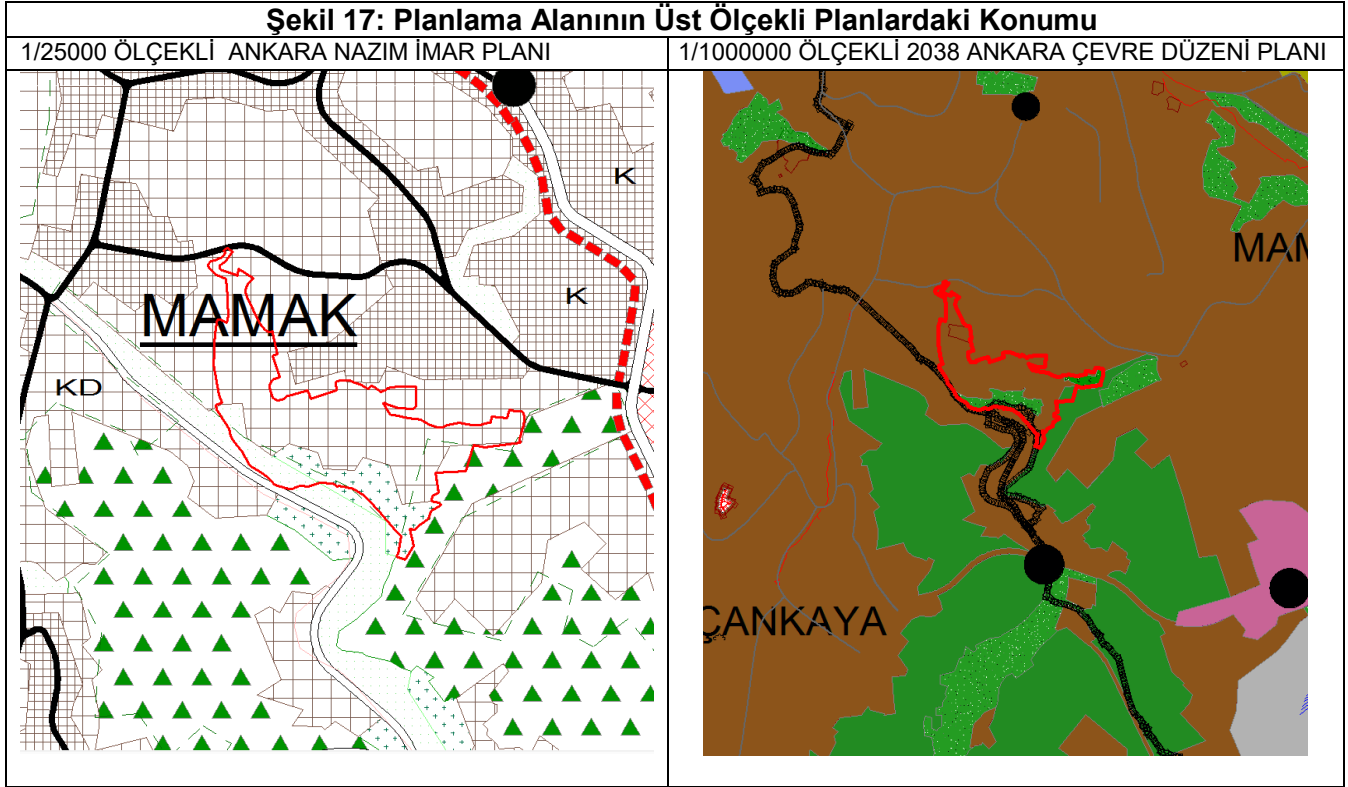 Şekil 17: Planlama Alanının Üst Ölçekli Planlardaki Konumu
1/25000 ÖLÇEKLİ ANKARA NAZIM İMAR PLANI
1/1000000 ÖLÇEKLİ 2038 ANKARA ÇEVRE DÜZENİ PLANI
K
K
MAMAK
KD
MAM
ÇANKAYA